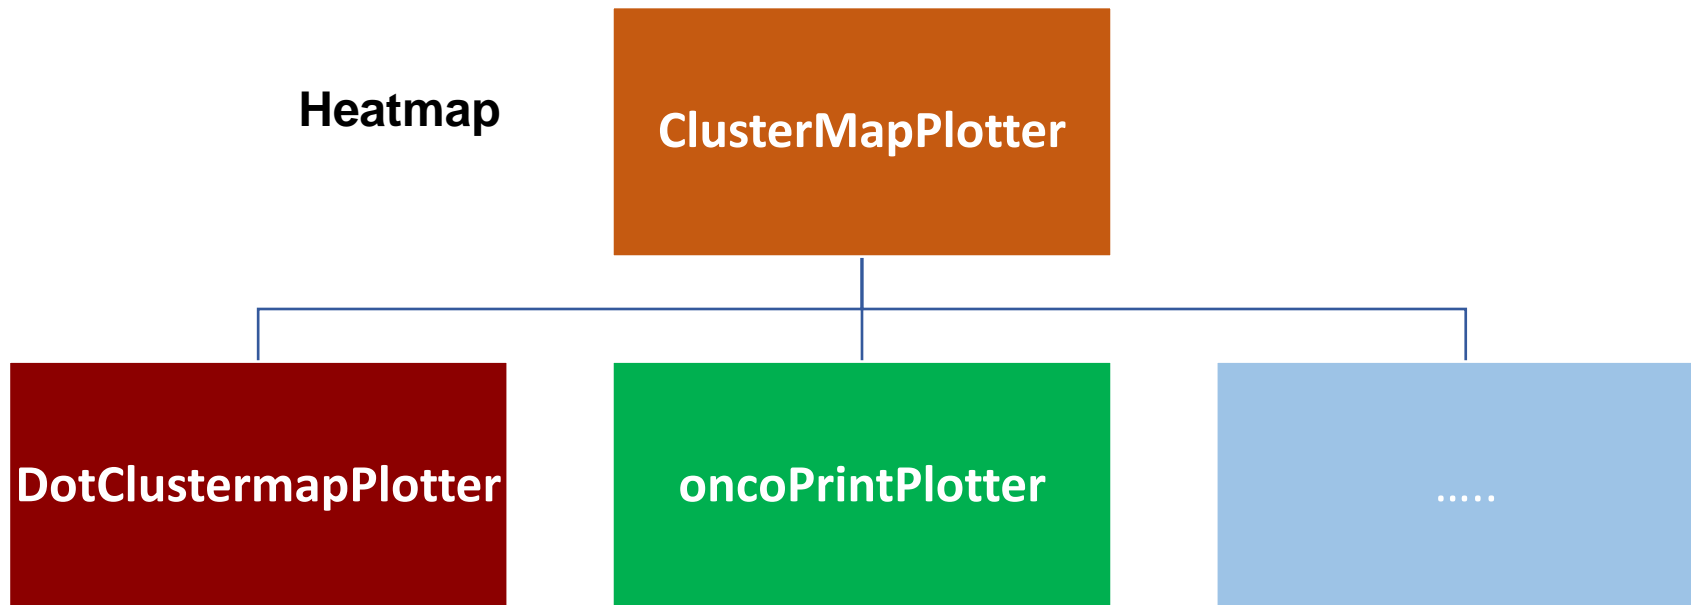 Heatmap
ClusterMapPlotter
DotClustermapPlotter
oncoPrintPlotter
.....